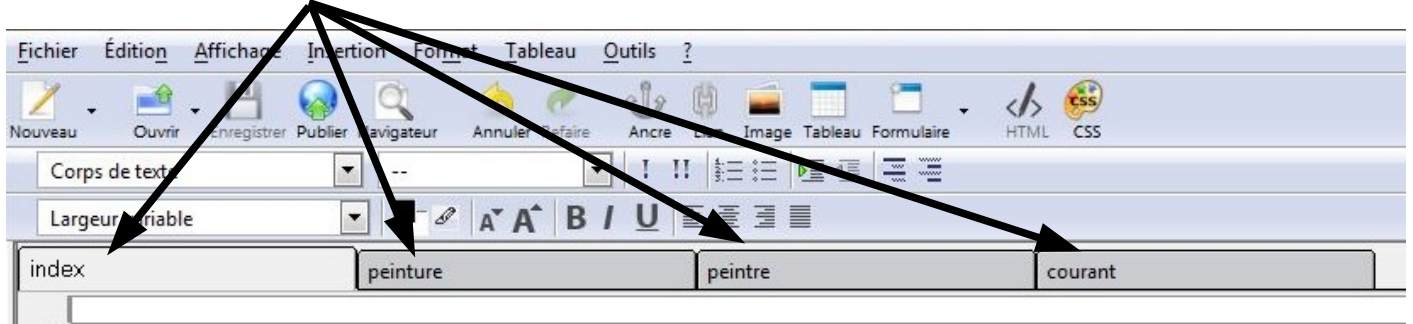 Fichier Édition Affichage Insertion Format Tableau Outils ?
Nouveau Ouvrir Enregistrer Publier Navigateur Annuler Refaire Ancre Lien Image Tableau Formulaire HTML CSS
Corps de texte -- ! !!
Largeur variable A A B I U
index peinture peintre courant